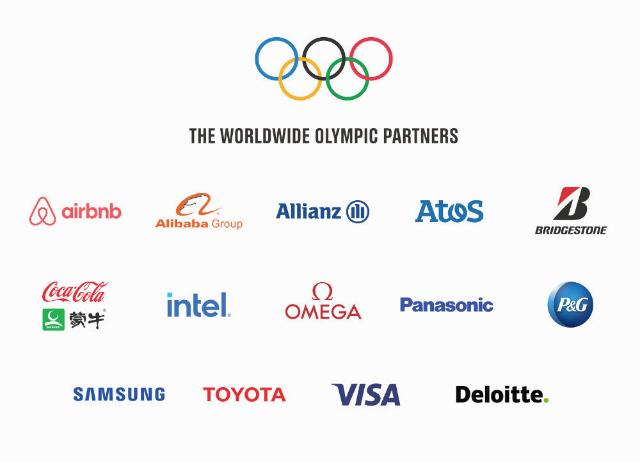 THE WORLDWIDE OLYMPIC PARTNERS
airbnb
Alibaba Group
Allianz
Atos
BRIDGESTONE
Coca-Cola
蒙牛
intel.
OMEGA
Panasonic
P&G
SAMSUNG
TOYOTA
VISA
Deloitte.